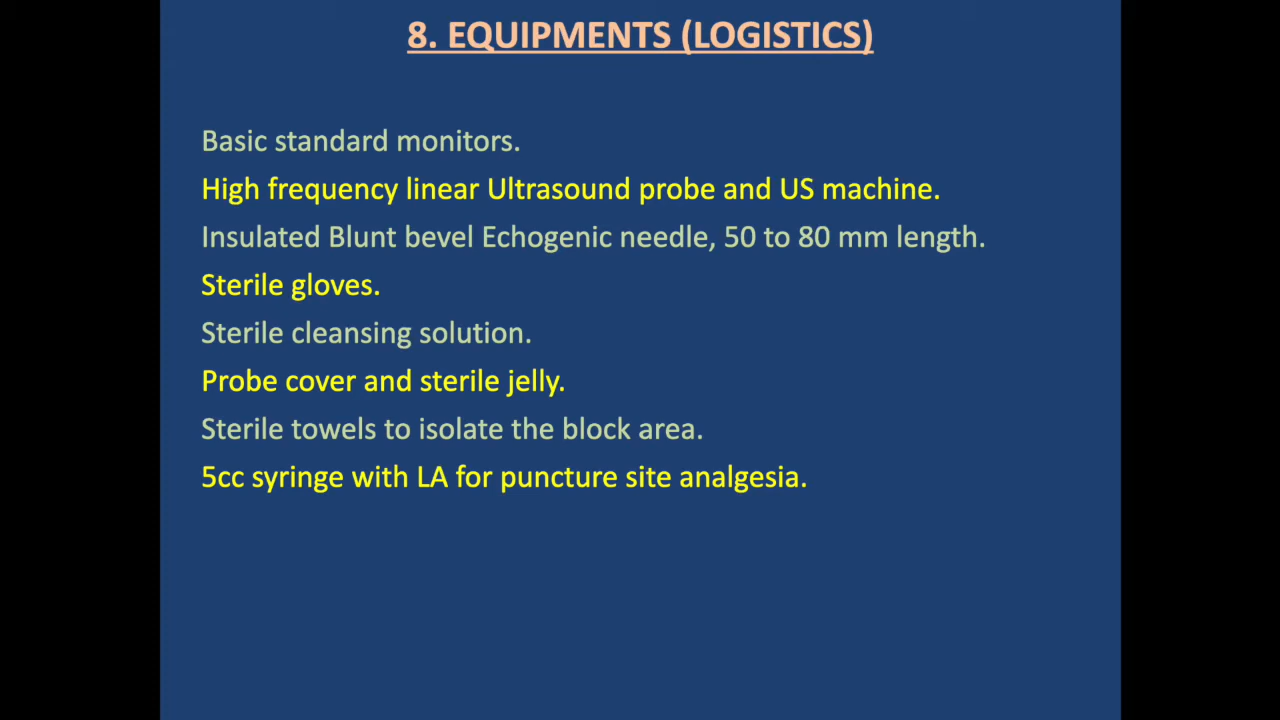 8. EQUIPMENTS (LOGISTICS)
Basic standard monitors.
High frequency linear Ultrasound probe and US machine.
Insulated Blunt bevel Echogenic needle, 50 to 80 mm length.
Sterile gloves.
Sterile cleansing solution.
Probe cover and sterile jelly.
Sterile towels to isolate the block area.
5cc syringe with LA for puncture site analgesia.